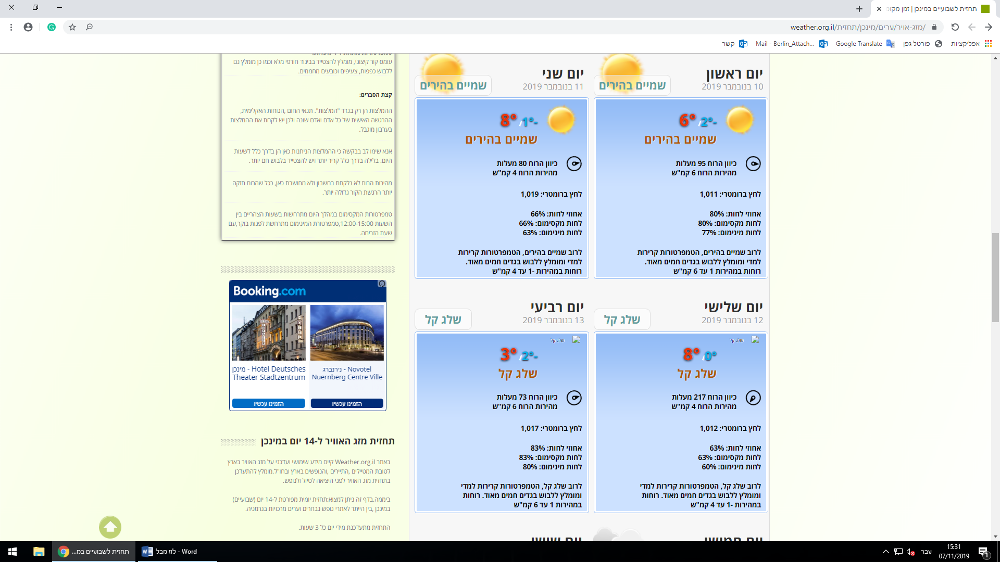 תחזית לשבועיים במינכן | זמן מקומ
weather.org.il/מזג-אויר/ערים/מינכן/תחזית/
אפליקציות
פורטל גפן
Google Translate
Mail - Berlin_Attach...
קשר
יום ראשון
10 בנובמבר 2019
שמיים בהירים
6° /-2°
שמיים בהירים
כיוון הרוח 95 מעלות
מהירות הרוח 6 קמ"ש
לחץ ברומטרי: 1,011
אחוזי לחות: 80%
לחות מקסימום: 80%
לחות מינימום: 77%
לרוב שמיים בהירים, הטמפרטורות קרירות
למדי ומומלץ ללבוש בגדים חמים מאוד.
רוחות במהירות 1 עד 6 קמ"ש
יום שני
11 בנובמבר 2019
שמיים בהירים
8° /-1°
שמיים בהירים
כיוון הרוח 80 מעלות
מהירות הרוח 4 קמ"ש
לחץ ברומטרי: 1,019
אחוזי לחות: 66%
לחות מקסימום: 66%
לחות מינימום: 63%
לרוב שמיים בהירים, הטמפרטורות קרירות
למדי ומומלץ ללבוש בגדים חמים מאוד.
רוחות במהירות 1- עד 4 קמ"ש
יום שלישי
12 בנובמבר 2019
שלג קל
שלג קל
8° /0°
שלג קל
כיוון הרוח 217 מעלות
מהירות הרוח 4 קמ"ש
לחץ ברומטרי: 1,012
אחוזי לחות: 63%
לחות מקסימום: 63%
לחות מינימום: 60%
לרוב שלג קל, הטמפרטורות קרירות למדי
ומומלץ ללבוש בגדים חמים מאוד. רוחות
במהירות 1- עד 4 קמ"ש
יום רביעי
13 בנובמבר 2019
שלג קל
שלג קל
3° /-2°
שלג קל
כיוון הרוח 73 מעלות
מהירות הרוח 6 קמ"ש
לחץ ברומטרי: 1,017
אחוזי לחות: 83%
לחות מקסימום: 83%
לחות מינימום: 80%
לרוב שלג קל, הטמפרטורות קרירות למדי
ומומלץ ללבוש בגדים חמים מאוד. רוחות
במהירות 1 עד 6 קמ"ש
יום חמישי
יום שישי
עומס קור קיצוני, מומלץ להצטייד בביגוד חורפי מלא וכמו כן מומלץ גם
ללבוש כפפות, צעיפים וכובעים מחממים.
קצת הסברים:
ההמלצות הן רק בגדר "המלצות". תנאי החום ,הנוחות האקלימית,
ההרגשה האישית של כל אדם ואדם שונה ולכן יש לקחת את ההמלצות
בערבון מוגבל.
אנא שימו לב בבקשה כי ההמלצות הניתנות כאן הן בדרך כלל לשעות
היום. בלילה בדרך כלל קריר יותר ויש להצטייד בלבוש חם יותר.
מהירות הרוח לא נלקחת בחשבון ולא מחושבת כאן, ככל שהרוח חזקה
יותר הרגשת הקור גדולה יותר.
טמפרטורות המקסימום במהלך היום מתרחשות בשעות הצהריים בין
השעות 12:00-15:00,טמפרטורת המינימום מתרחשת לפנות בוקר,עם
שעת הזריחה.
Booking.com
Novotel - נירנברג
Nuernberg Centre Ville
הזמינו עכשיו
Hotel Deutsches - מינכן
Theater Stadtzentrum
הזמינו עכשיו
תחזית מזג האוויר ל-14 יום במינכן
באתר Weather.org.il קיים מידע שימושי ועדכני על מזג האוויר בארץ
לטובת המטיילים ,התיירים ,והנופשים בארץ ובחו"ל.מומלץ להתעדכן
בתחזית מזג האוויר לפני היציאה לטיול ולנופש.
ביממה.בדף זה ניתן למצוא:תחזית יומית מפורטת ל-14 יום (שבועיים)
במינכן ,בין הייתר לאתרי נופש נבחרים וערים מרכזיות בגרמניה.
התחזית מתעדכנת מידי יום כל 3 שעות.
תחזית לשבועיים במ...
לוז מבל - Word
עבר
15:31
07/11/2019
1